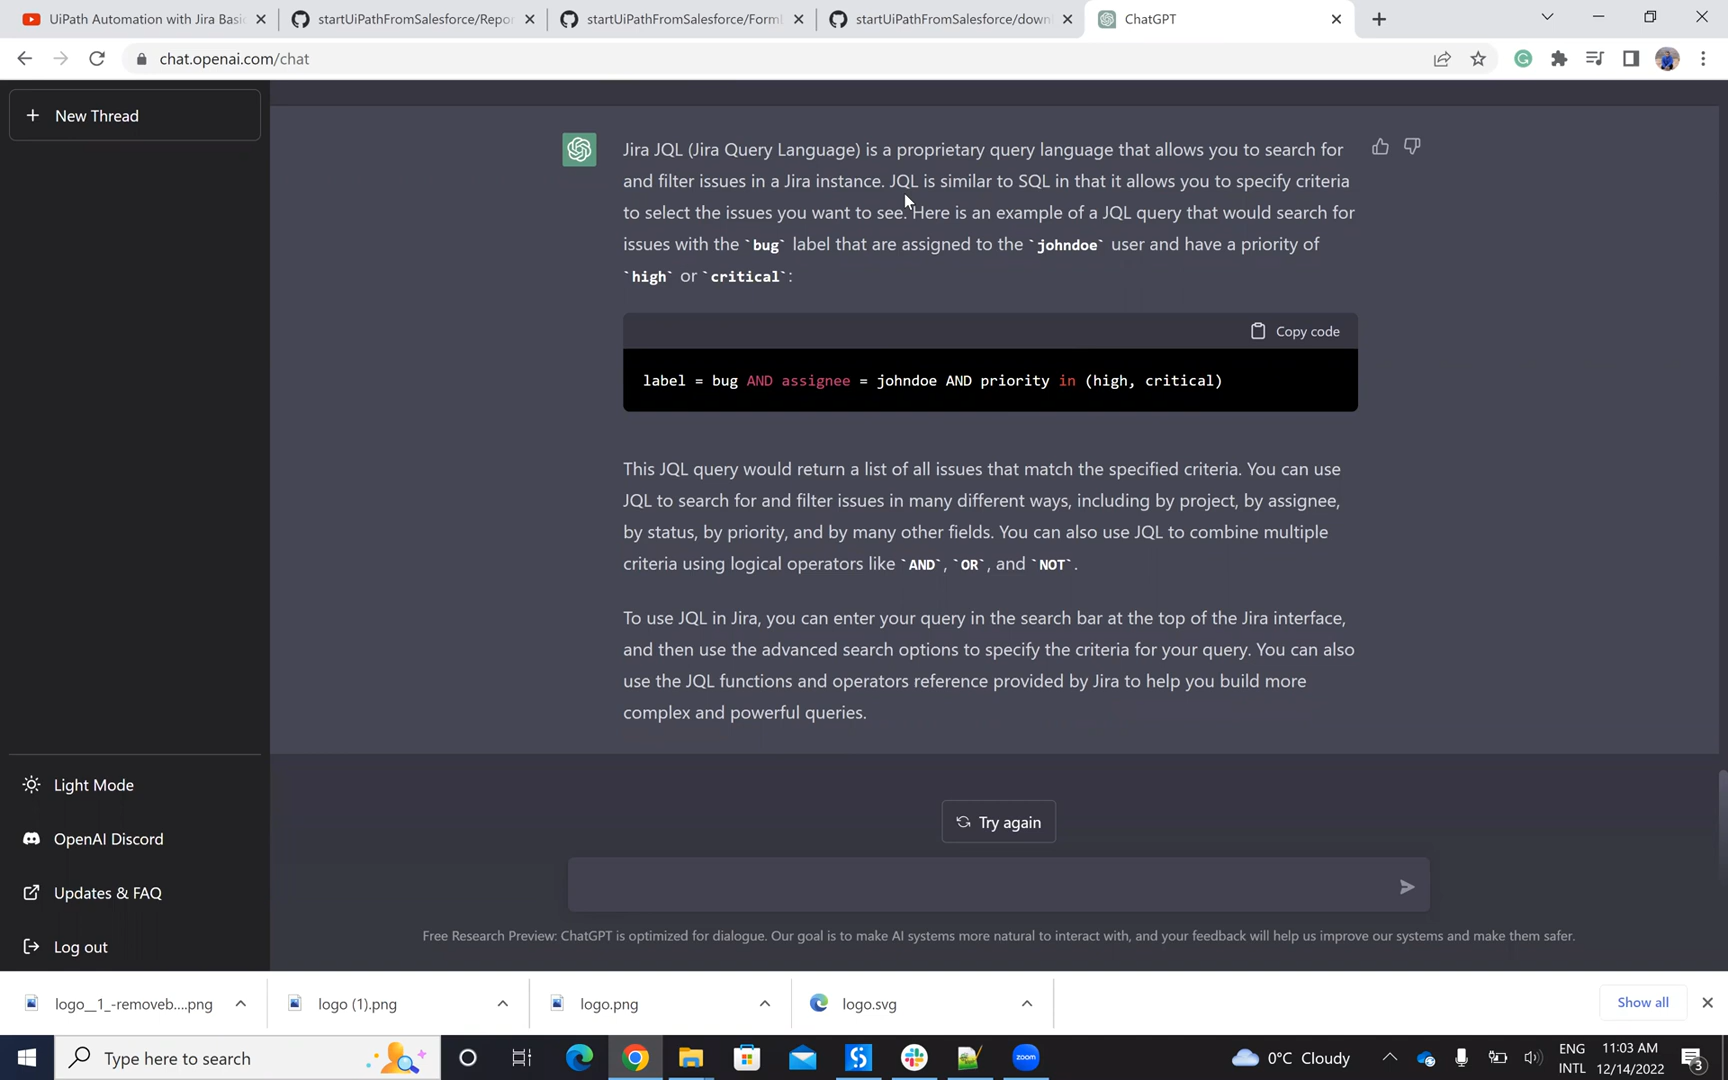 UiPath Automation with Jira Basi
startUiPathFromSalesforce/Repor
startUiPathFromSalesforce/FormL
startUiPathFromSalesforce/downl
ChatGPT
chat.openai.com/chat
New Thread
Jira JQL (Jira Query Language) is a proprietary query language that allows you to search for
and filter issues in a Jira instance. JQL is similar to SQL in that it allows you to specify criteria
to select the issues you want to see. Here is an example of a JQL query that would search for
issues with the `bug` label that are assigned to the `johndoe` user and have a priority of
`high` or `critical`:
Copy code
label = bug AND assignee = johndoe AND priority in (high, critical)
This JQL query would return a list of all issues that match the specified criteria. You can use
JQL to search for and filter issues in many different ways, including by project, by assignee,
by status, by priority, and by many other fields. You can also use JQL to combine multiple
criteria using logical operators like `AND`, `OR`, and `NOT`.
To use JQL in Jira, you can enter your query in the search bar at the top of the Jira interface,
and then use the advanced search options to specify the criteria for your query. You can also
use the JQL functions and operators reference provided by Jira to help you build more
complex and powerful queries.
Light Mode
OpenAI Discord
Updates & FAQ
Log out
Try again
Free Research Preview: ChatGPT is optimized for dialogue. Our goal is to make AI systems more natural to interact with, and your feedback will help us improve our systems and make them safer.
logo__1_-removeb....png
logo (1).png
logo.png
logo.svg
Show all
Type here to search
zoom
0°C Cloudy
ENG
INTL
11:03 AM
12/14/2022
3